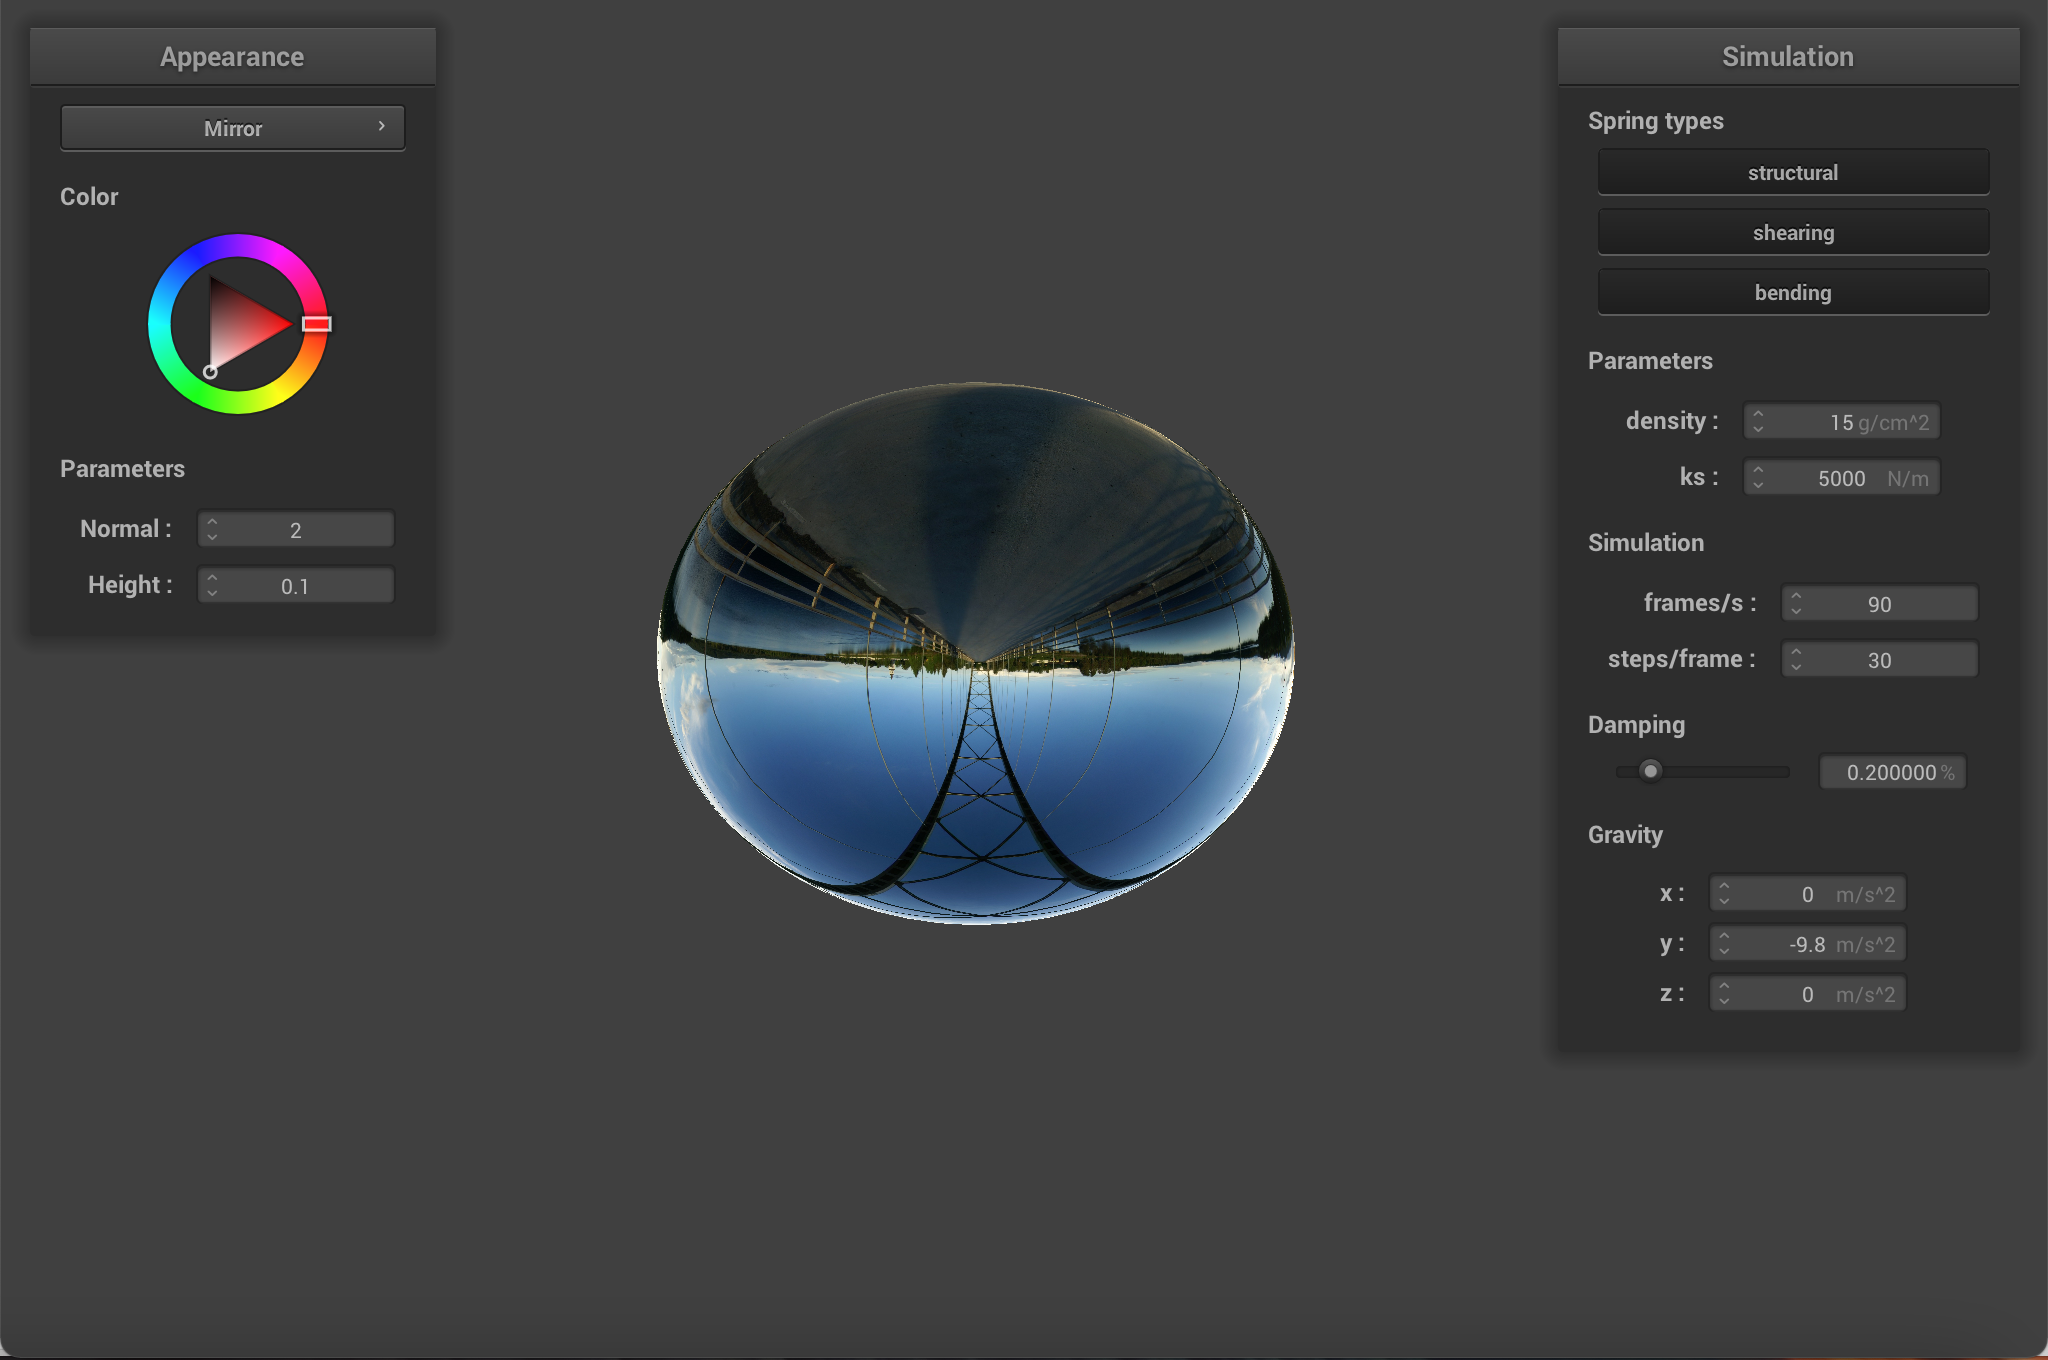 Appearance
Mirror
Color
Parameters
Normal : 2
Height : 0.1
Simulation
Spring types
structural
shearing
bending
Parameters
density : 15 g/cm^2
ks : 5000 N/m
Simulation
frames/s : 90
steps/frame : 30
Damping
0.200000 %
Gravity
x : 0 m/s^2
y : -9.8 m/s^2
z : 0 m/s^2